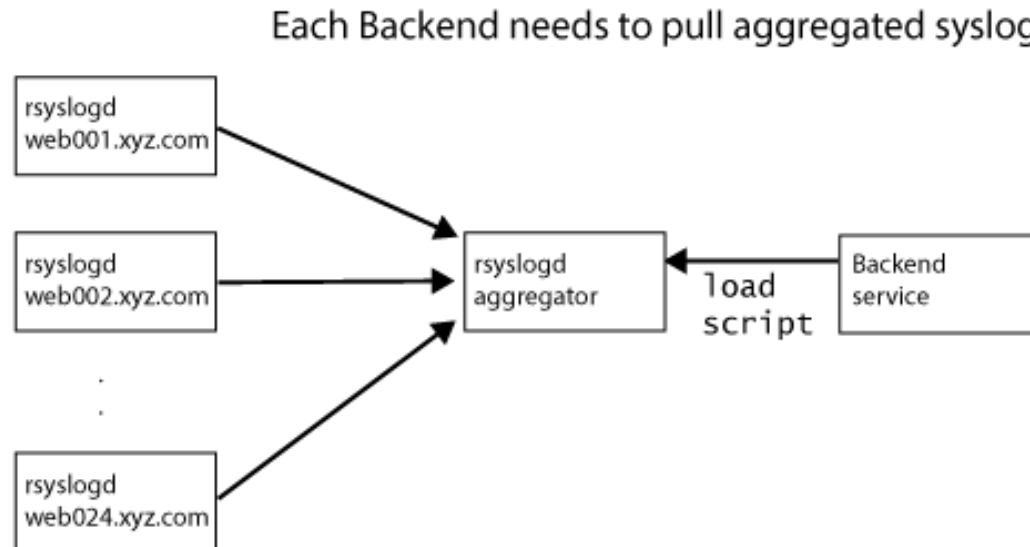 Each Backend needs to pull aggregated syslog
rsyslogd
web001.xyz.com
rsyslogd
web002.xyz.com
rsyslogd
aggregator
load
script
Backend
service
.
.
rsyslogd
web024.xyz.com